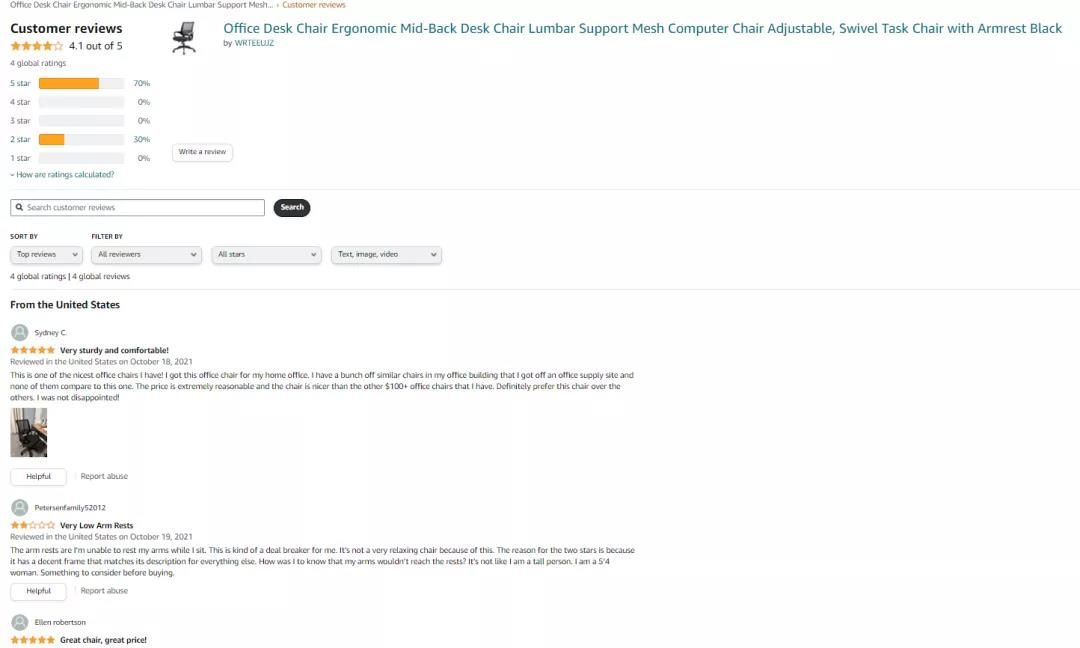 Office Desk Chair Ergonomic Mid-Back Desk Chair Lumbar Support Mesh... › Customer reviews
Customer reviews
4.1 out of 5
4 global ratings
5 star 70%
4 star 0%
3 star 0%
2 star 30%
1 star 0%
How are ratings calculated?
Office Desk Chair Ergonomic Mid-Back Desk Chair Lumbar Support Mesh Computer Chair Adjustable, Swivel Task Chair with Armrest Black
by WRTEEUJZ
Write a review
Search customer reviews
Search
SORT BY FILTER BY
Top reviews All reviewers All stars Text, image, video
4 global ratings | 4 global reviews
From the United States
Sydney C.
Very sturdy and comfortable!
Reviewed in the United States on October 18, 2021
This is one of the nicest office chairs I have! I got this office chair for my home office. I have a bunch off similar chairs in my office building that I got off an office supply site and
none of them compare to this one. The price is extremely reasonable and the chair is nicer than the other $100+ office chairs that I have. Definitely prefer this chair over the
others. I was not disappointed!
Helpful Report abuse
Petersenfamily52012
Very Low Arm Rests
Reviewed in the United States on October 19, 2021
The arm rests are I'm unable to rest my arms while I sit. This is kind of a deal breaker for me. It's not a very relaxing chair because of this. The reason for the two stars is because
it has a decent frame that matches its description for everything else. How was I to know that my arms wouldn't reach the rests? It's not like I am a tall person. I am a 5'4
woman. Something to consider before buying.
Helpful Report abuse
Ellen robertson
Great chair, great price!